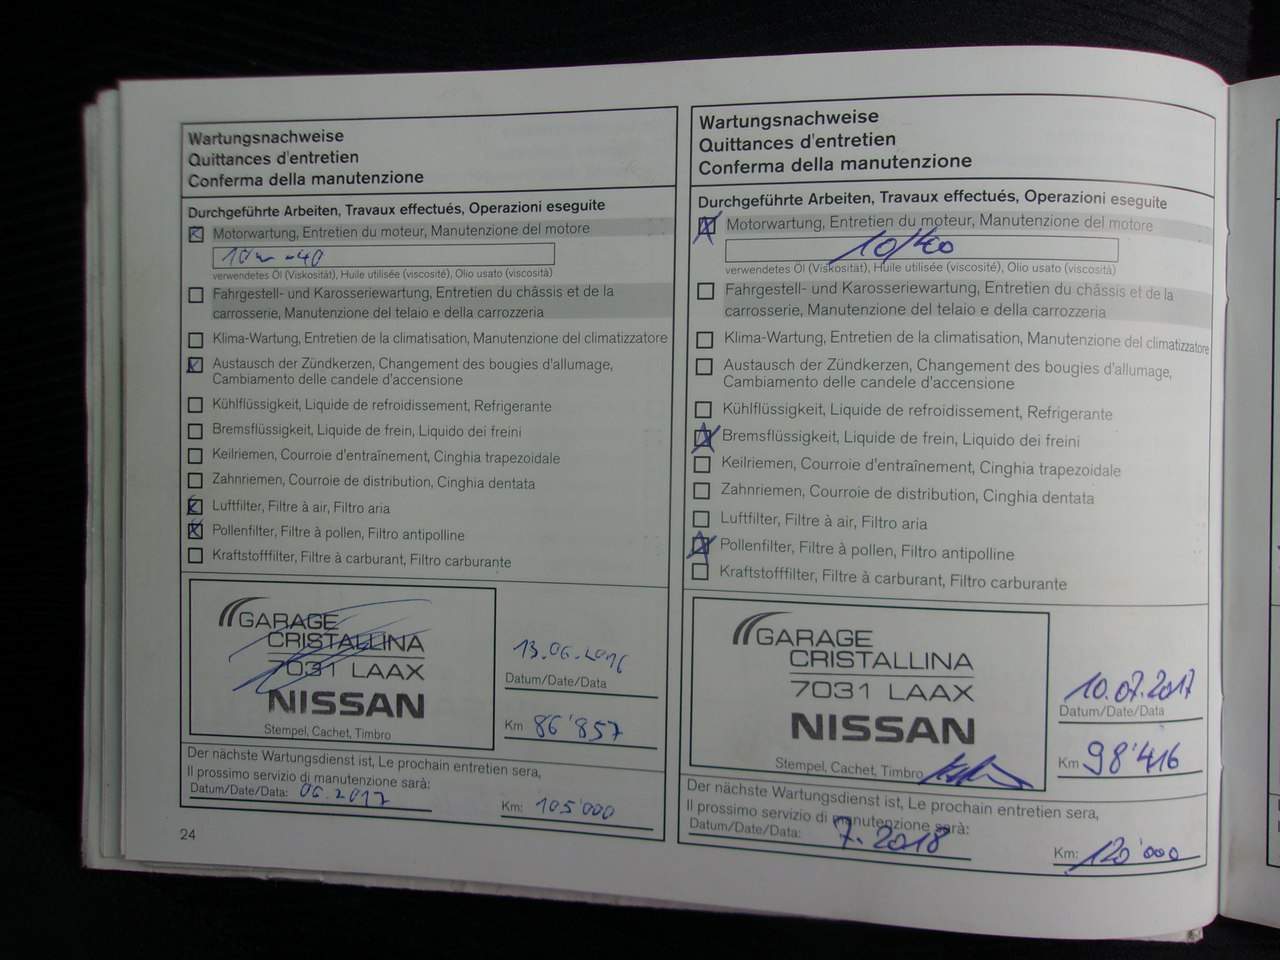 Wartungsnachweise
Quittances d'entretien
Conferma della manutenzione
Durchgeführte Arbeiten, Travaux effectués, Operazioni eseguite
Motorwartung, Entretien du moteur, Manutenzione del motore
10w-40
verwendetes Öl (Viskosität), Huile utilisée (viscosité), Olio usato (viscosità)
Fahrgestell- und Karosseriewartung, Entretien du châssis et de la
carrosserie, Manutenzione del telaio e della carrozzeria
Klima-Wartung, Entretien de la climatisation, Manutenzione del climatizzatore
Austausch der Zündkerzen, Changement des bougies d'allumage,
Cambiamento delle candele d'accensione
Kühlflüssigkeit, Liquide de refroidissement, Refrigerante
Bremsflüssigkeit, Liquide de frein, Liquido dei freini
Keilriemen, Courroie d'entraînement, Cinghia trapezoidale
Zahnriemen, Courroie de distribution, Cinghia dentata
Luftfilter, Filtre à air, Filtro aria
Pollenfilter, Filtre à pollen, Filtro antipolline
Kraftstofffilter, Filtre à carburant, Filtro carburante
GARAGE
CRISTALLINA
7031 LAAX
NISSAN
Stempel, Cachet, Timbro
13.06.2016
Datum/Date/Data
Km 86'857
Der nächste Wartungsdienst ist, Le prochain entretien sera,
Il prossimo servizio di manutenzione sarà:
Datum/Date/Data: 06.2017
Km: 105'000
24
Wartungsnachweise
Quittances d'entretien
Conferma della manutenzione
Durchgeführte Arbeiten, Travaux effectués, Operazioni eseguite
Motorwartung, Entretien du moteur, Manutenzione del motore
10/40
verwendetes Öl (Viskosität), Huile utilisée (viscosité), Olio usato (viscosità)
Fahrgestell- und Karosseriewartung, Entretien du châssis et de la
carrosserie, Manutenzione del telaio e della carrozzeria
Klima-Wartung, Entretien de la climatisation, Manutenzione del climatizzatore
Austausch der Zündkerzen, Changement des bougies d'allumage,
Cambiamento delle candele d'accensione
Kühlflüssigkeit, Liquide de refroidissement, Refrigerante
Bremsflüssigkeit, Liquide de frein, Liquido dei freini
Keilriemen, Courroie d'entraînement, Cinghia trapezoidale
Zahnriemen, Courroie de distribution, Cinghia dentata
Luftfilter, Filtre à air, Filtro aria
Pollenfilter, Filtre à pollen, Filtro antipolline
Kraftstofffilter, Filtre à carburant, Filtro carburante
GARAGE
CRISTALLINA
7031 LAAX
NISSAN
Stempel, Cachet, Timbro
10.07.2017
Datum/Date/Data
Km 98'416
Der nächste Wartungsdienst ist, Le prochain entretien sera,
Il prossimo servizio di manutenzione sarà:
Datum/Date/Data: 7.2018
Km: 120'000